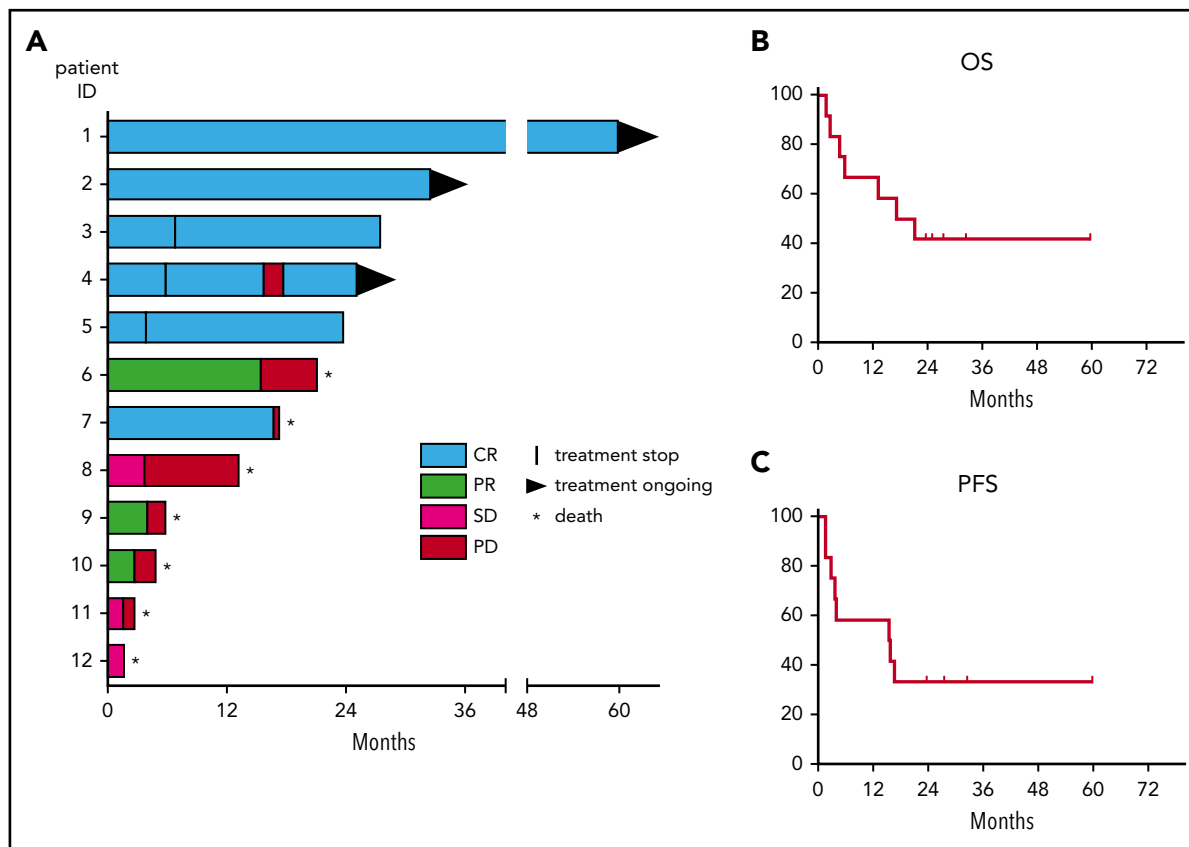 A
patient
ID
1
2
3
4
5
6 *
7 *
8 *
9 *
10 *
11 *
12 *
CR | treatment stop
PR treatment ongoing
SD * death
PD
0 12 24 36 48 60
Months
B
OS
100
80
60
40
20
0
0 12 24 36 48 60 72
Months
C
PFS
100
80
60
40
20
0
0 12 24 36 48 60 72
Months